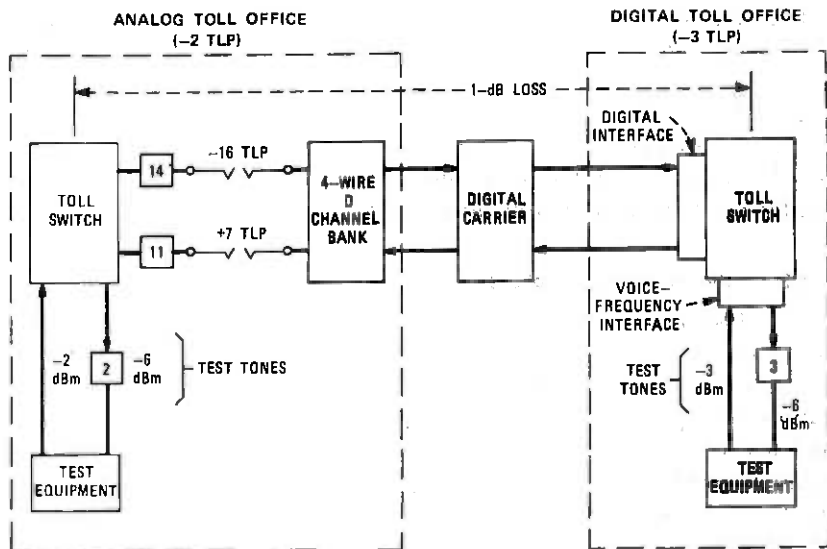 ANALOG TOLL OFFICE
(−2 TLP)
DIGITAL TOLL OFFICE
(−3 TLP)
1-dB LOSS
DIGITAL
INTERFACE
TOLL
SWITCH
14
−16 TLP
11
+7 TLP
4-WIRE
D
CHANNEL
BANK
DIGITAL
CARRIER
TOLL
SWITCH
VOICE-
FREQUENCY
INTERFACE
−2
dBm
2
−6
dBm
TEST TONES
TEST
TONES
−3
dBm
3
−6
dBm
TEST
EQUIPMENT
TEST
EQUIPMENT